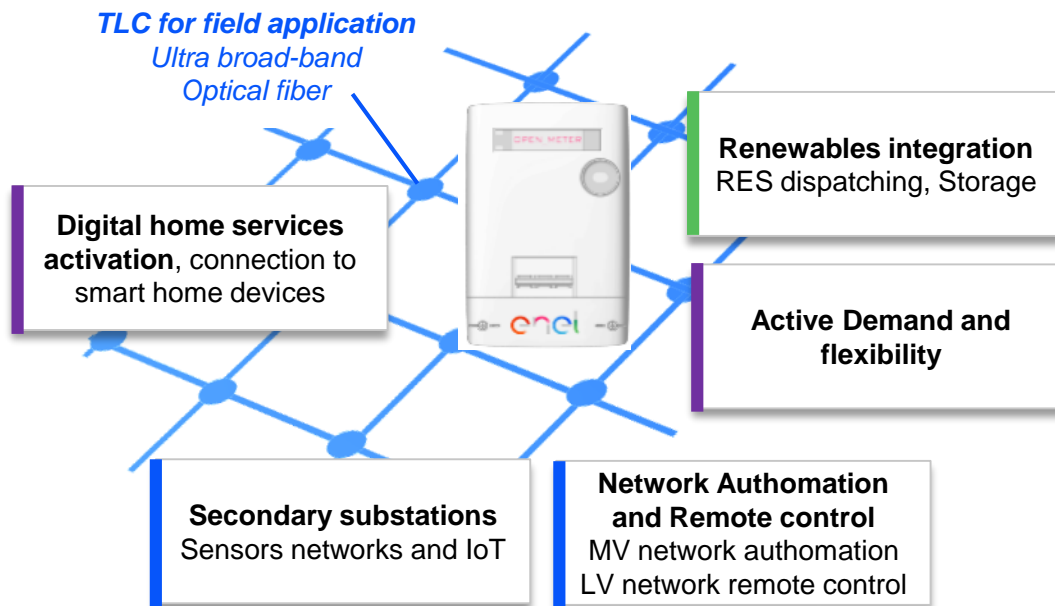 TLC for field application
Ultra broad-band
Optical fiber
OPEN METER
Renewables integration
RES dispatching, Storage
Digital home services
activation, connection to
smart home devices
enel
Active Demand and
flexibility
Secondary substations
Sensors networks and IoT
Network Authomation
and Remote control
MV network authomation
LV network remote control